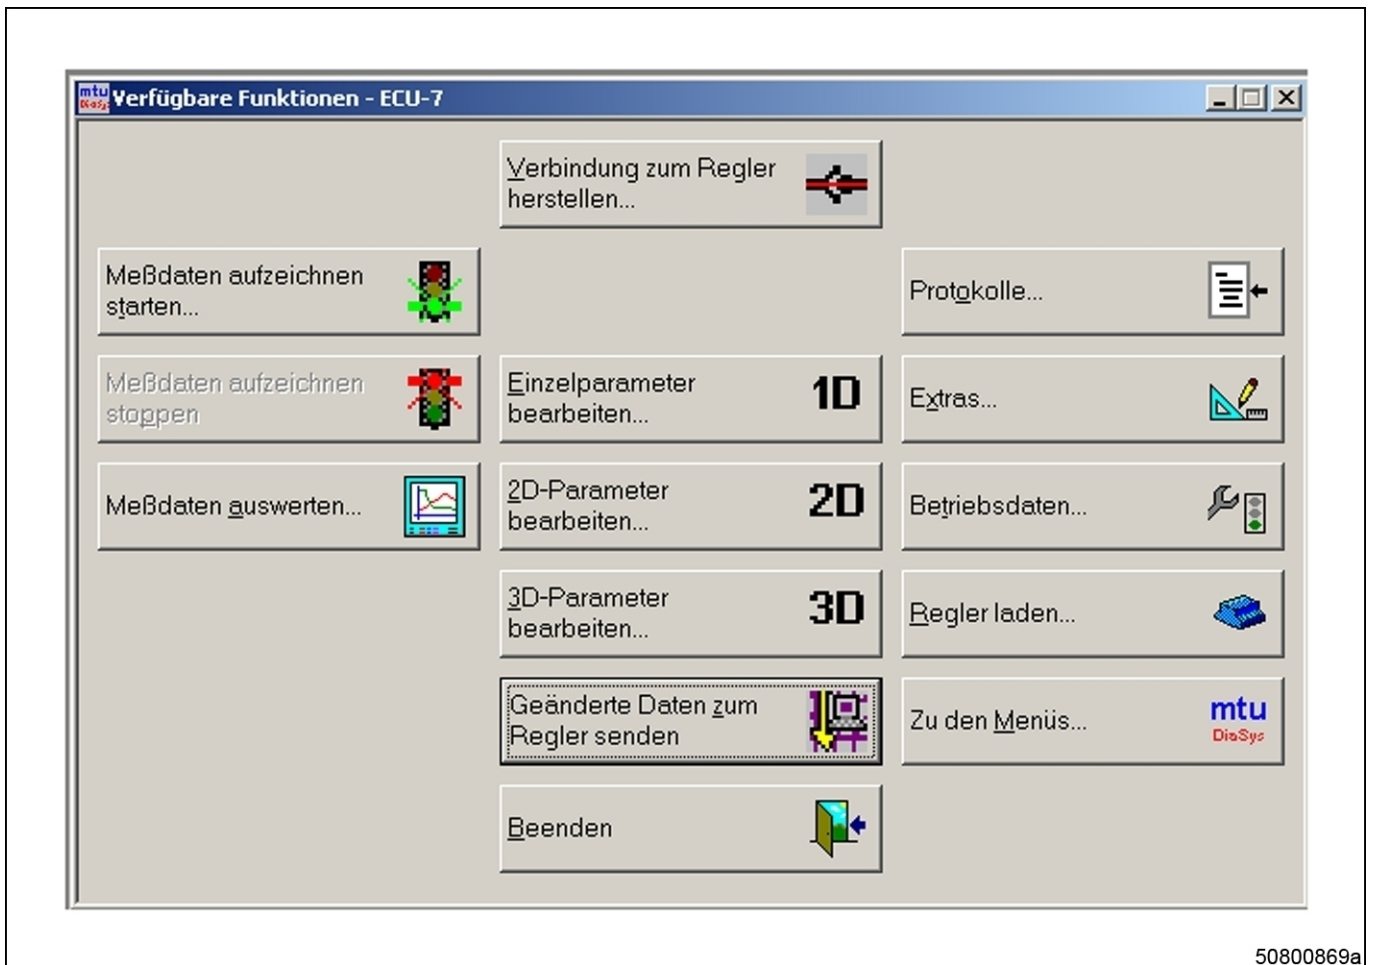 mtu
DiaSys
Verfügbare Funktionen - ECU-7
Verbindung zum Regler
herstellen...
Meßdaten aufzeichnen
starten...
Protokolle...
Meßdaten aufzeichnen
stoppen
Einzelparameter
bearbeiten...
1D
Extras...
Meßdaten auswerten...
2D-Parameter
bearbeiten...
2D
Betriebsdaten...
3D-Parameter
bearbeiten...
3D
Regler laden...
Geänderte Daten zum
Regler senden
Zu den Menüs...
mtu
DiaSys
Beenden
50800869a